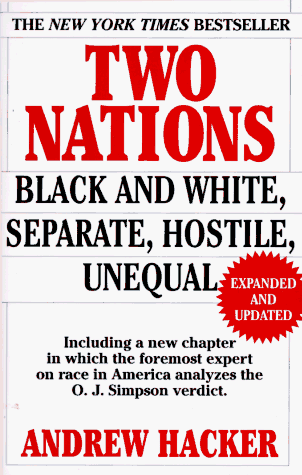 THE NEW YORK TIMES BESTSELLER
TWO
NATIONS
BLACK AND WHITE,
SEPARATE, HOSTILE,
UNEQUAL
EXPANDED
AND
UPDATED
Including a new chapter
in which the foremost expert
on race in America analyzes the
O. J. Simpson verdict.
ANDREW HACKER